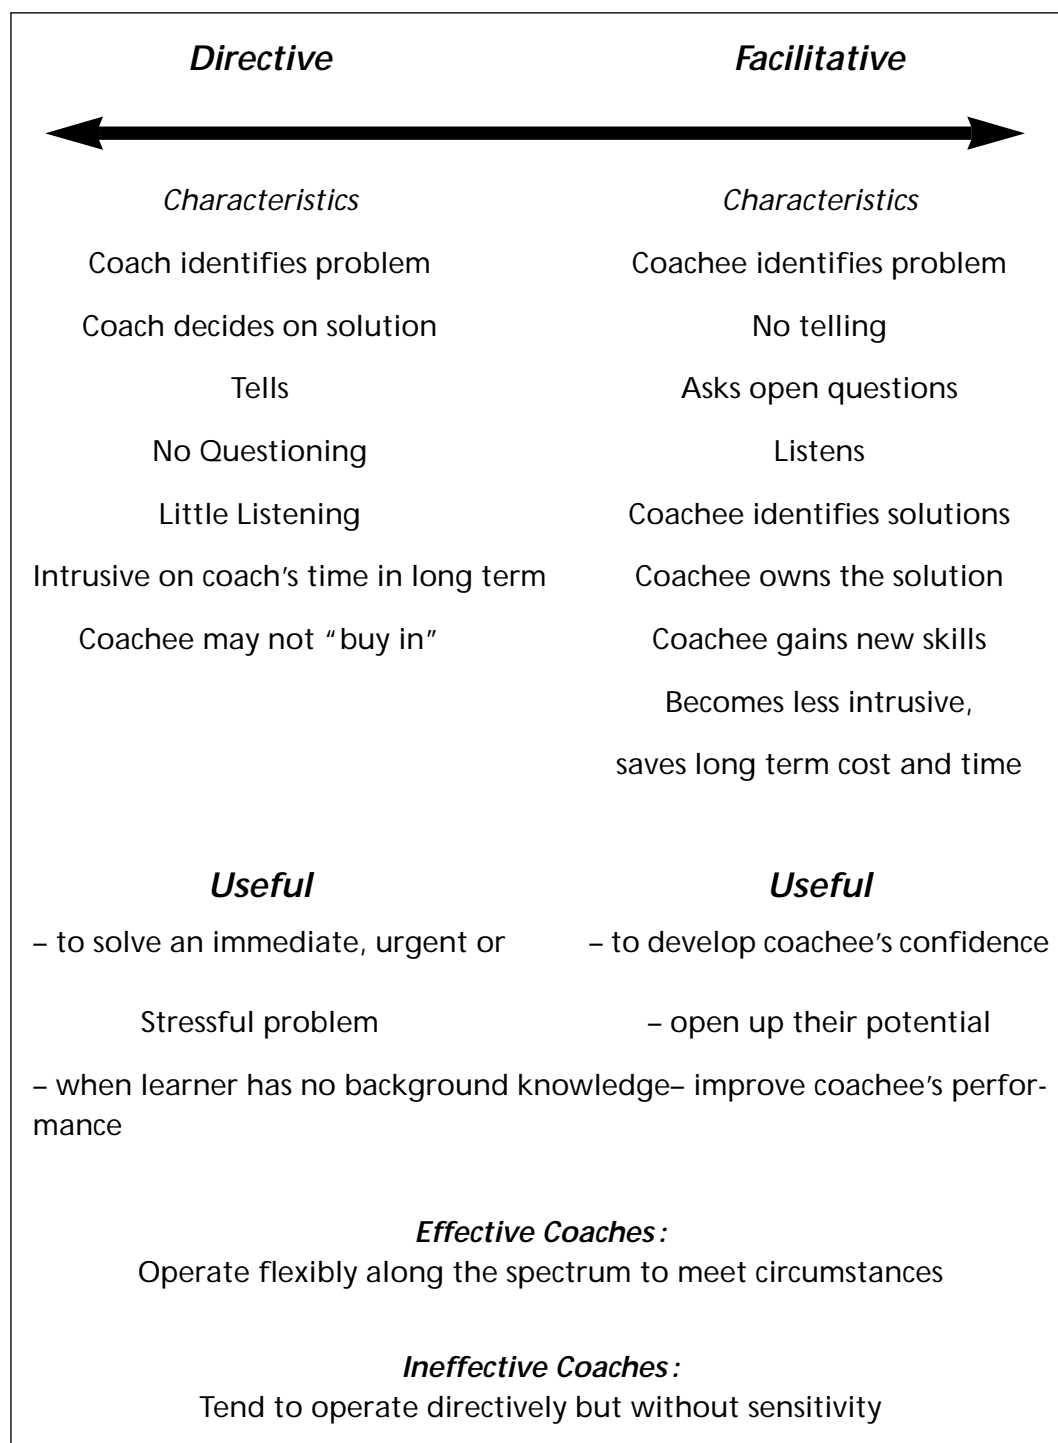 Directive Facilitative
Characteristics Characteristics
Coach identifies problem Coachee identifies problem
Coach decides on solution No telling
Tells Asks open questions
No Questioning Listens
Little Listening Coachee identifies solutions
Intrusive on coach’s time in long term Coachee owns the solution
Coachee may not “buy in” Coachee gains new skills
Becomes less intrusive,
saves long term cost and time
Useful Useful
– to solve an immediate, urgent or – to develop coachee’s confidence
Stressful problem – open up their potential
– when learner has no background knowledge– improve coachee’s perfor-
mance
Effective Coaches:
Operate flexibly along the spectrum to meet circumstances
Ineffective Coaches:
Tend to operate directively but without sensitivity